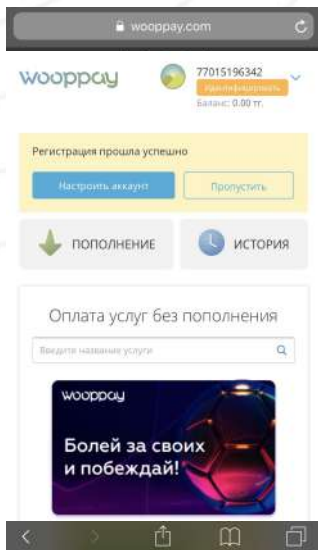 wooppay.com
wooppay
77015196342
Идентифицировать
Баланс: 0.00 тг.
Регистрация прошла успешно
Настроить аккаунт
Пропустить
ПОПОЛНЕНИЕ
ИСТОРИЯ
Оплата услуг без пополнения
Введите название услуги
wooppay
Болей за своих
и побеждай!